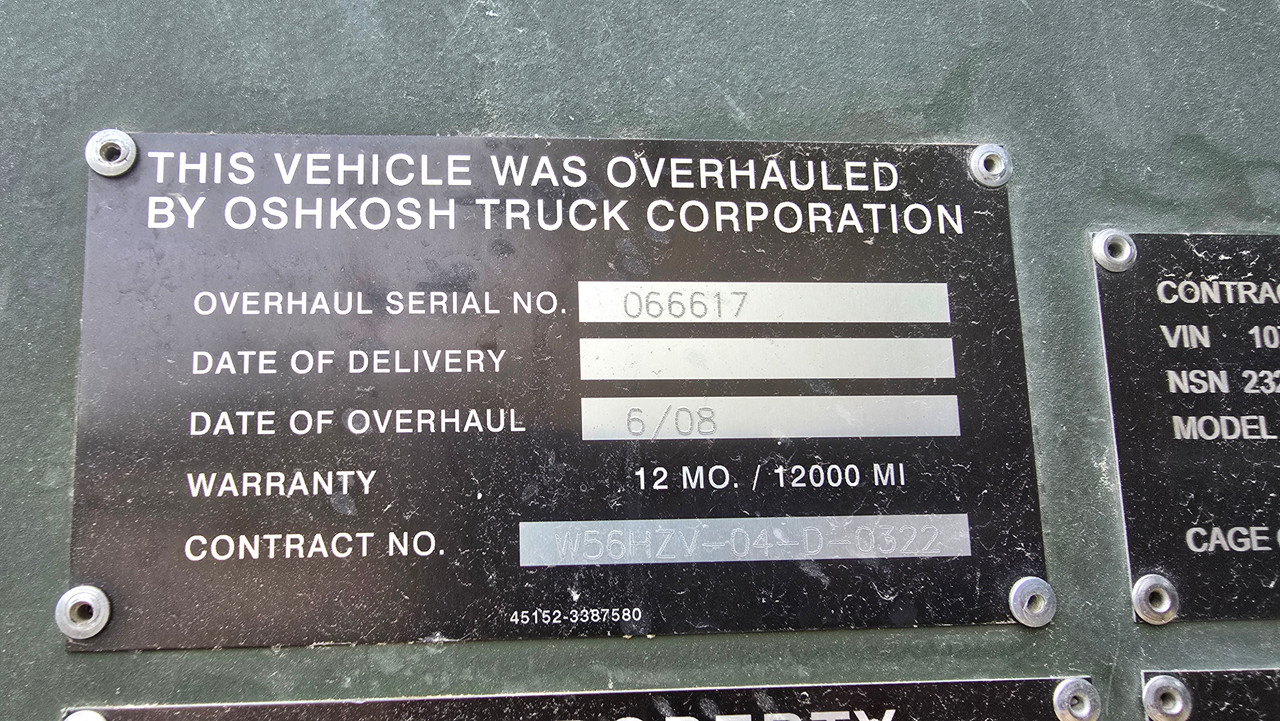 THIS VEHICLE WAS OVERHAULED
BY OSHKOSH TRUCK CORPORATION
OVERHAUL SERIAL NO. 066617
DATE OF DELIVERY
DATE OF OVERHAUL 6/08
WARRANTY 12 MO. / 12000 MI
CONTRACT NO. W56HZV-04-D-0322
45152-3387580
VIN
NSN
MODEL
CAGE